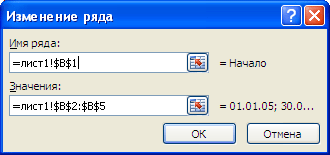 Изменение ряда
Имя ряда:
=лист1!$B$1 = Начало
Значения:
=лист1!$B$2:$B$5 = 01.01.05; 30.0...
ОК Отмена